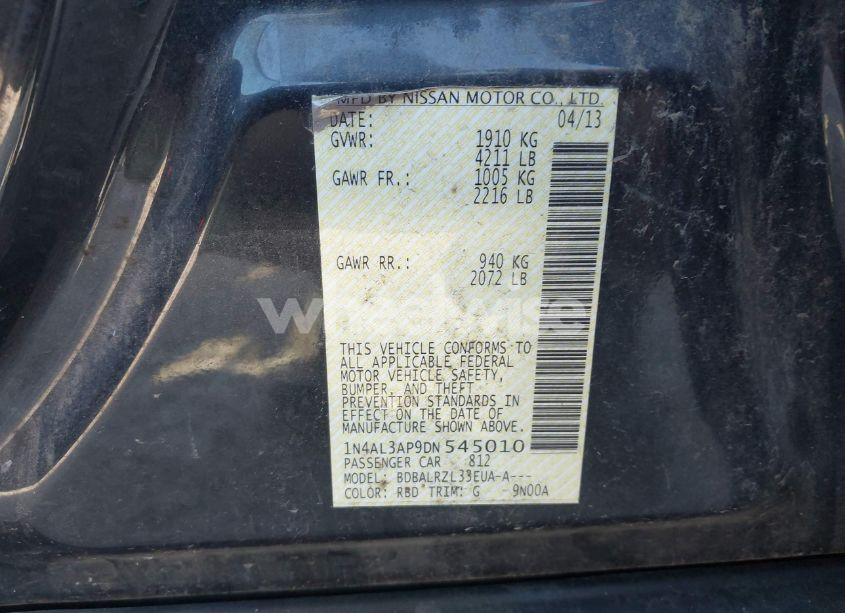 MFD BY NISSAN MOTOR CO., LTD.
DATE: 04/13
GVWR: 1910 KG
4211 LB
GAWR FR.: 1005 KG
2216 LB
GAWR RR.: 940 KG
2072 LB
wheelwise
THIS VEHICLE CONFORMS TO
ALL APPLICABLE FEDERAL
MOTOR VEHICLE SAFETY,
BUMPER, AND THEFT
PREVENTION STANDARDS IN
EFFECT ON THE DATE OF
MANUFACTURE SHOWN ABOVE.
1N4AL3AP9DN545010
PASSENGER CAR 812
MODEL: BDBALRZL33EUA-A---
COLOR: RBD TRIM: G -9N00A